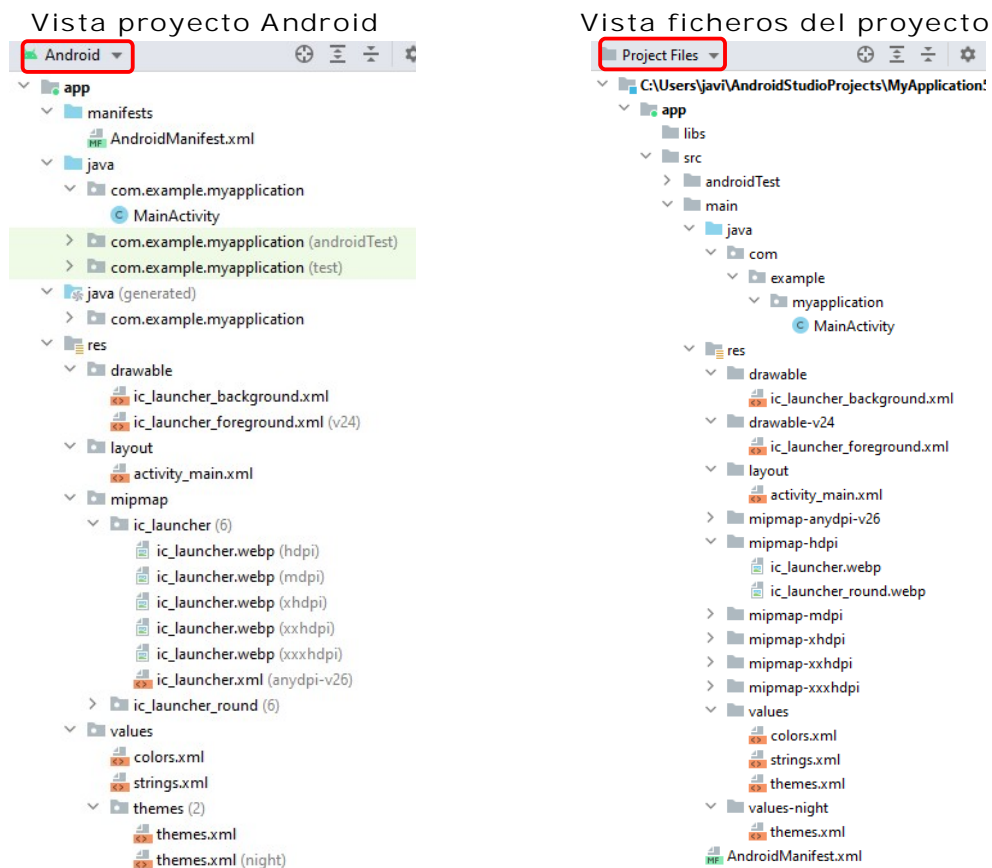 Vista proyecto Android
Android
app
manifests
MF AndroidManifest.xml
java
com.example.myapplication
C MainActivity
com.example.myapplication (androidTest)
com.example.myapplication (test)
java (generated)
com.example.myapplication
res
drawable
ic_launcher_background.xml
ic_launcher_foreground.xml (v24)
layout
activity_main.xml
mipmap
ic_launcher (6)
ic_launcher.webp (hdpi)
ic_launcher.webp (mdpi)
ic_launcher.webp (xhdpi)
ic_launcher.webp (xxhdpi)
ic_launcher.webp (xxxhdpi)
ic_launcher.xml (anydpi-v26)
ic_launcher_round (6)
values
colors.xml
strings.xml
themes (2)
themes.xml
themes.xml (night)
Vista ficheros del proyecto
Project Files
C:\Users\javi\AndroidStudioProjects\MyApplication5
app
libs
src
androidTest
main
java
com
example
myapplication
C MainActivity
res
drawable
ic_launcher_background.xml
drawable-v24
ic_launcher_foreground.xml
layout
activity_main.xml
mipmap-anydpi-v26
mipmap-hdpi
ic_launcher.webp
ic_launcher_round.webp
mipmap-mdpi
mipmap-xhdpi
mipmap-xxhdpi
mipmap-xxxhdpi
values
colors.xml
strings.xml
themes.xml
values-night
themes.xml
MF AndroidManifest.xml